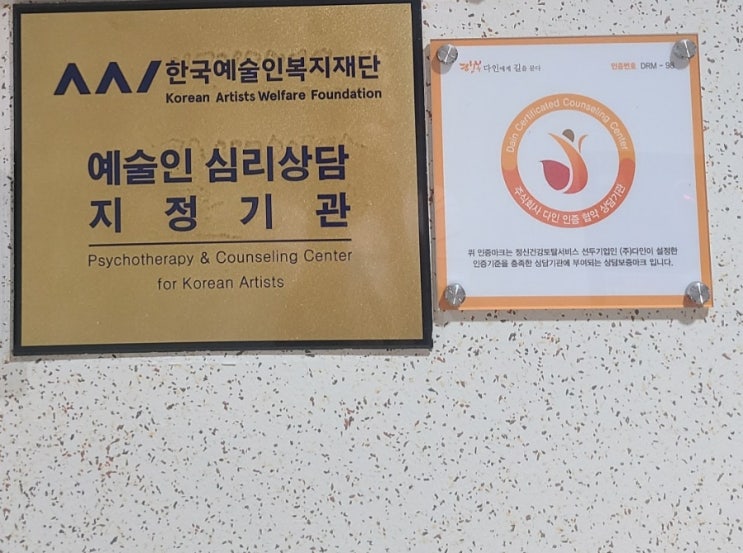 한국예술인복지재단
Korean Artists Welfare Foundation
예술인 심리상담
지정기관
Psychotherapy & Counseling Center
for Korean Artists
다인에게 길을 묻다
인증번호 DRM - 98
Dain Certificated Counseling Center
주식회사 다인 인증 협약 상담기관
위 인증마크는 정신건강토탈서비스 선두기업인 (주)다인이 설정한
인증기준을 충족한 상담기관에 부여되는 상담보증마크 입니다.